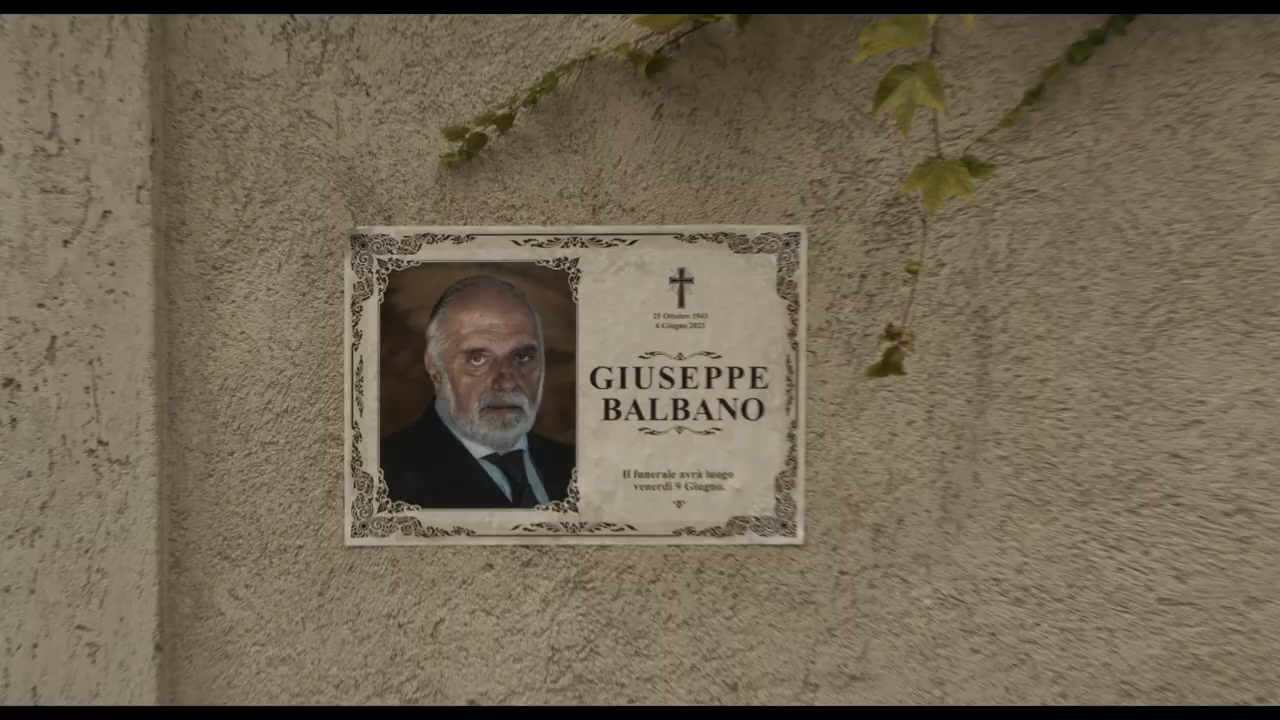 25 Ottobre 1943
6 Giugno 2023
GIUSEPPE
BALBANO
Il funerale avrà luogo
venerdì 9 Giugno.